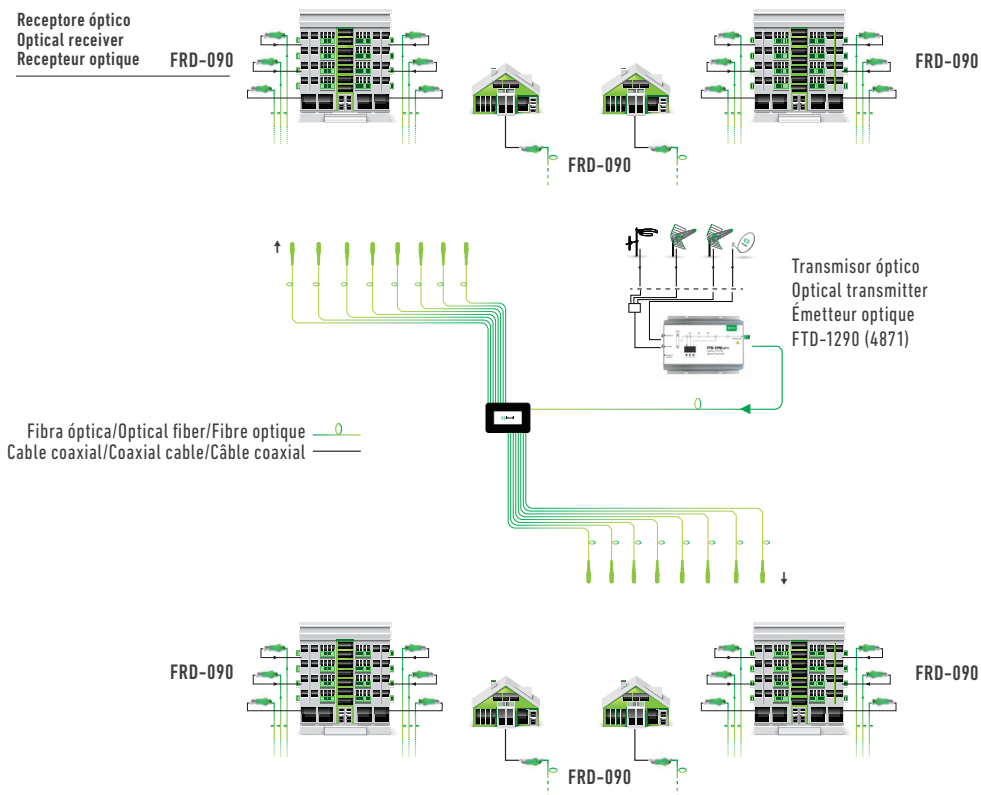 Receptore óptico
Optical receiver
Recepteur optique
FRD-090
FRD-090
FRD-090
Transmisor óptico
Optical transmitter
Émetteur optique
FTD-1290 (4871)
FTD-1290
Fibra óptica/Optical fiber/Fibre optique
Cable coaxial/Coaxial cable/Câble coaxial
FRD-090
FRD-090
FRD-090